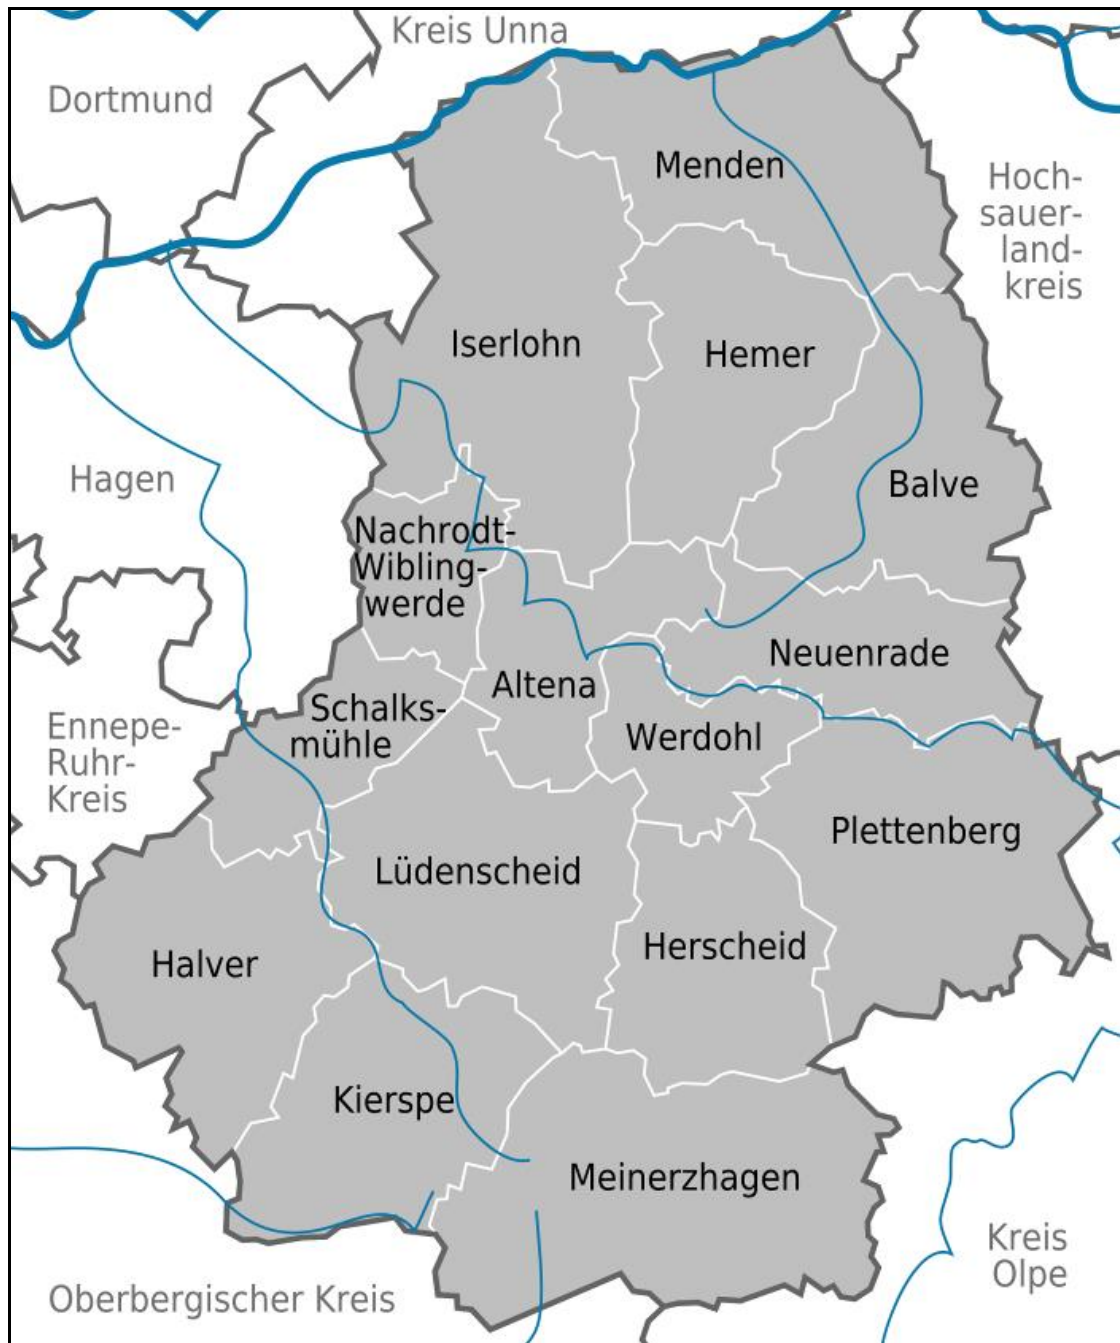 Kreis Unna
Dortmund
Menden
Hoch-
sauer-
land-
kreis
Iserlohn
Hemer
Hagen
Balve
Nachrodt-
Wibling-
werde
Neuenrade
Altena
Schalks-
mühle
Werdohl
Ennepe-
Ruhr-
Kreis
Plettenberg
Lüdenscheid
Herscheid
Halver
Kierspe
Meinerzhagen
Kreis
Olpe
Oberbergischer Kreis